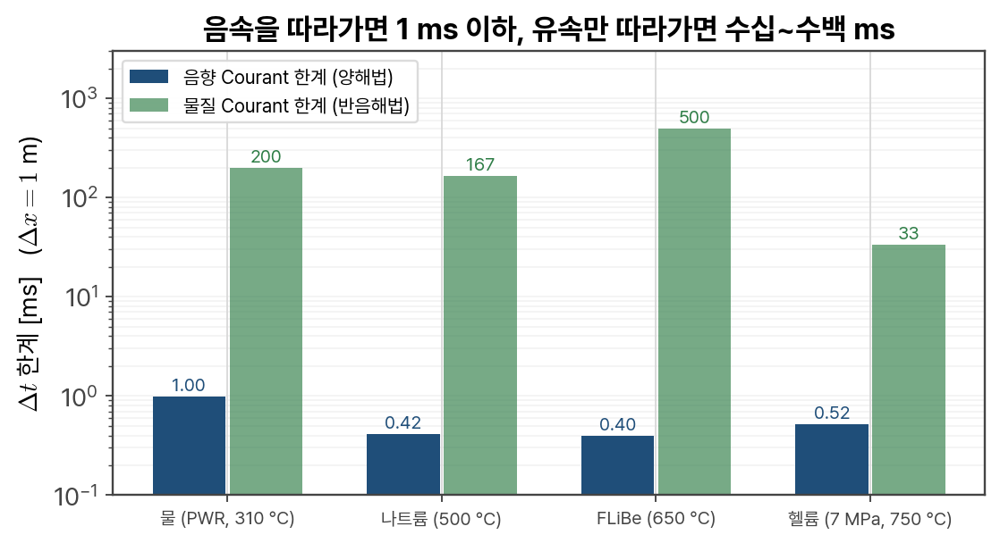 음속을 따라가면 1 ms 이하, 유속만 따라가면 수십~수백 ms
음향 Courant 한계 (양해법)
물질 Courant 한계 (반음해법)
Δt 한계 [ms] (Δx = 1 m)
10³
10²
10¹
10⁰
10⁻¹
1.00
200
0.42
167
0.40
500
0.52
33
물 (PWR, 310 °C)
나트륨 (500 °C)
FLiBe (650 °C)
헬륨 (7 MPa, 750 °C)